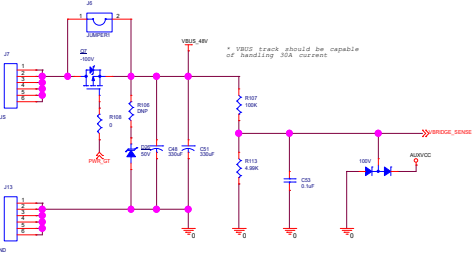 J6
1
2
JUMPER1
VBUS_48V
* VBUS track should be capable
of handling 30A current
J7
Q7
-100V
1
2
3
4
5
6
US
R108
0
R106
DNP
R107
100K
PWR_GT
50V
C48
330uF
C51
330uF
VBRIDGE_SENSE
R113
4.99K
100V
AUXVCC
C53
0.1uF
J13
1
2
3
4
5
6
ND
0
0
0
0